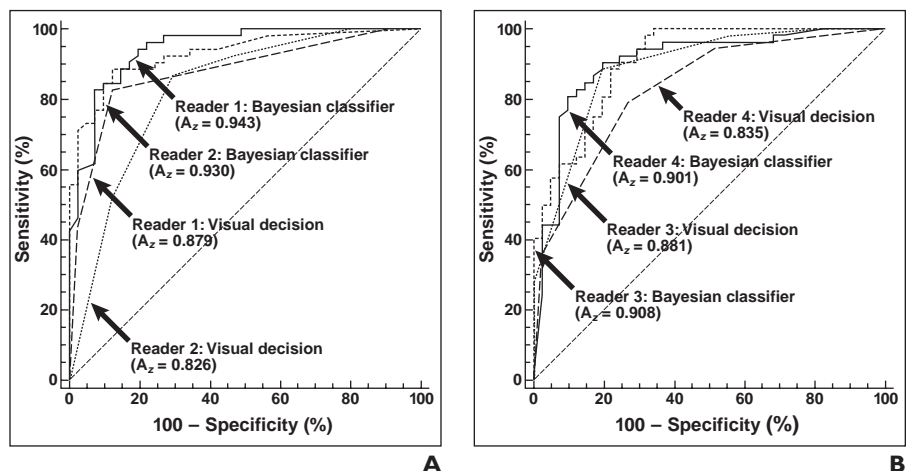 100
80
60
40
20
0
Sensitivity (%)
Reader 1: Bayesian classifier
(Az = 0.943)
Reader 2: Bayesian classifier
(Az = 0.930)
Reader 1: Visual decision
(Az = 0.879)
Reader 2: Visual decision
(Az = 0.826)
0 20 40 60 80 100
100 – Specificity (%)
A
100
80
60
40
20
0
Sensitivity (%)
Reader 4: Visual decision
(Az = 0.835)
Reader 4: Bayesian classifier
(Az = 0.901)
Reader 3: Visual decision
(Az = 0.881)
Reader 3: Bayesian classifier
(Az = 0.908)
0 20 40 60 80 100
100 – Specificity (%)
B